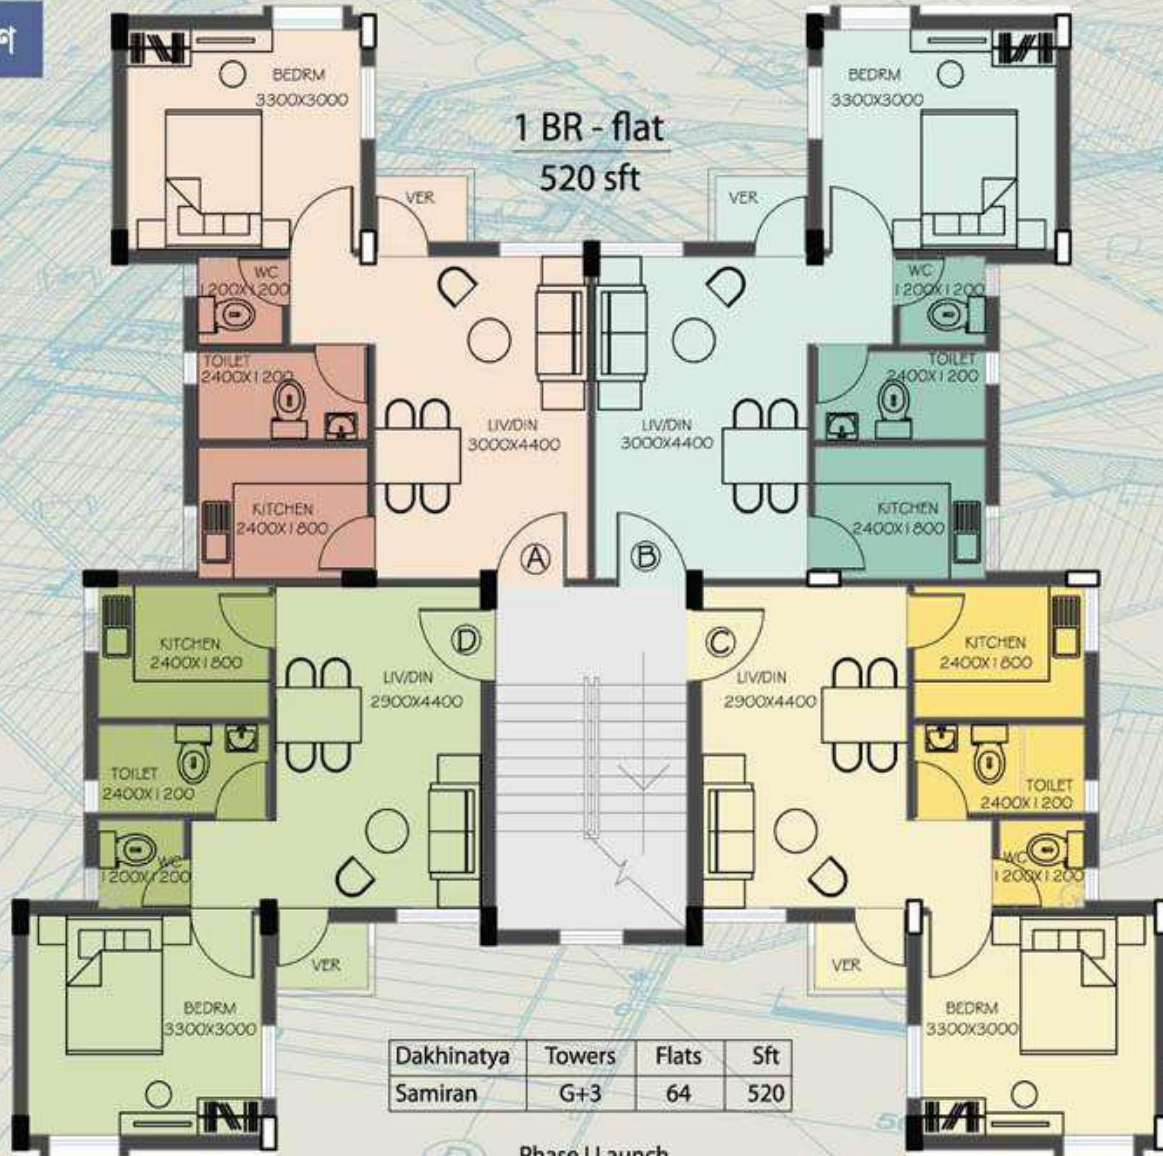 BEDRM
3300X3000
BEDRM
3300X3000
1 BR - flat
520 sft
VER
VER
WC
1200X1200
WC
1200X1200
TOILET
2400X1200
TOILET
2400X1200
LIV/DIN
3000X4400
LIV/DIN
3000X4400
KITCHEN
2400X1800
KITCHEN
2400X1800
A
B
D
C
KITCHEN
2400X1800
LIV/DIN
2900X4400
LIV/DIN
2900X4400
KITCHEN
2400X1800
TOILET
2400X1200
TOILET
2400X1200
WC
1200X1200
WC
1200X1200
VER
VER
BEDRM
3300X3000
BEDRM
3300X3000
Dakhinatya Towers Flats Sft
Samiran G+3 64 520